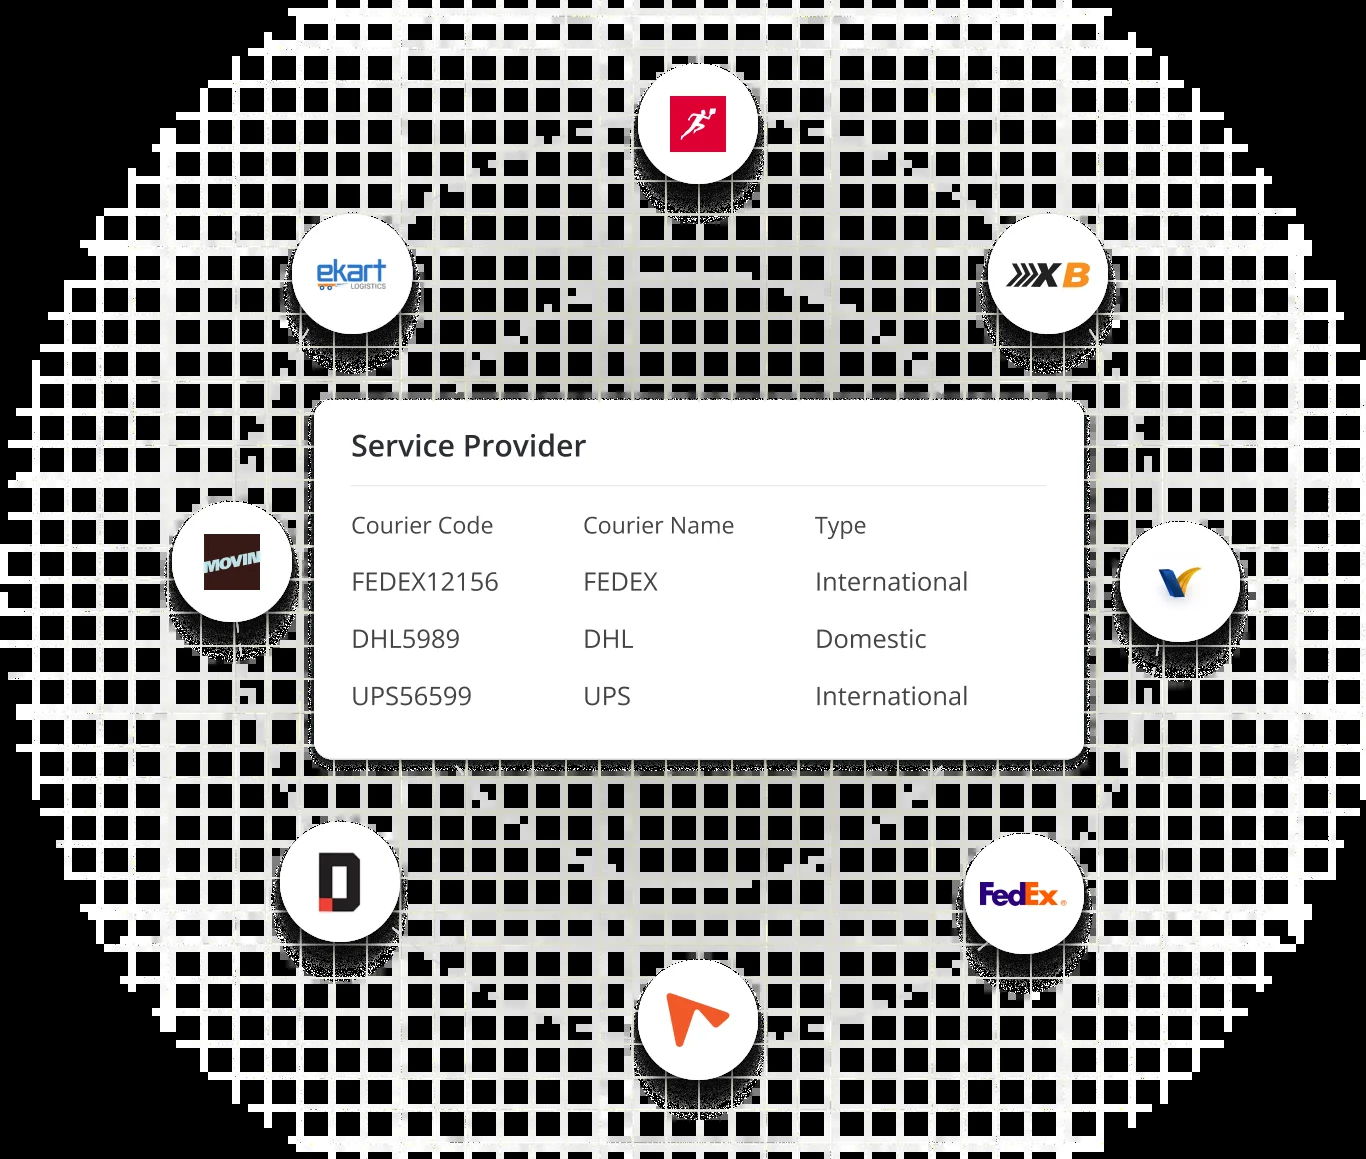 ekart
LOGISTICS
XB
Service Provider
Courier Code Courier Name Type
FEDEX12156 FEDEX International
DHL5989 DHL Domestic
UPS56599 UPS International
MOVIN
D
FedEx®